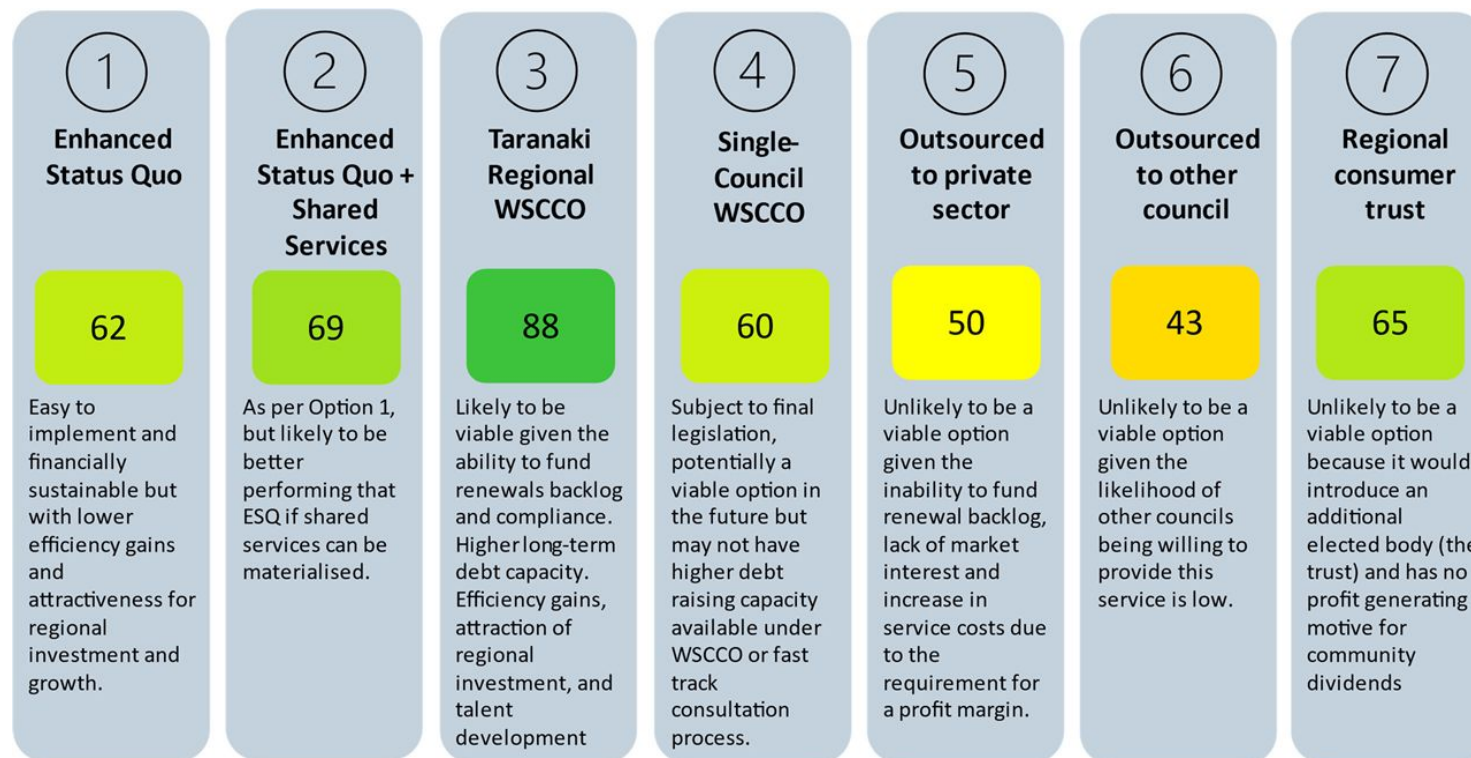 1
Enhanced
Status Quo
62
Easy to
implement and
financially
sustainable but
with lower
efficiency gains
and
attractiveness for
regional
investment and
growth.
2
Enhanced
Status Quo +
Shared
Services
69
As per Option 1,
but likely to be
better
performing that
ESQ if shared
services can be
materialised.
3
Taranaki
Regional
WSCCO
88
Likely to be
viable given the
ability to fund
renewals backlog
and compliance.
Higher long-term
debt capacity.
Efficiency gains,
attraction of
regional
investment, and
talent
development
4
Single-
Council
WSCCO
60
Subject to final
legislation,
potentially a
viable option in
the future but
may not have
higher debt
raising capacity
available under
WSCCO or fast
track
consultation
process.
5
Outsourced
to private
sector
50
Unlikely to be a
viable option
given the
inability to fund
renewal backlog,
lack of market
interest and
increase in
service costs due
to the
requirement for
a profit margin.
6
Outsourced
to other
council
43
Unlikely to be a
viable option
given the
likelihood of
other councils
being willing to
provide this
service is low.
7
Regional
consumer
trust
65
Unlikely to be a
viable option
because it would
introduce an
additional
elected body (the
trust) and has no
profit generating
motive for
community
dividends